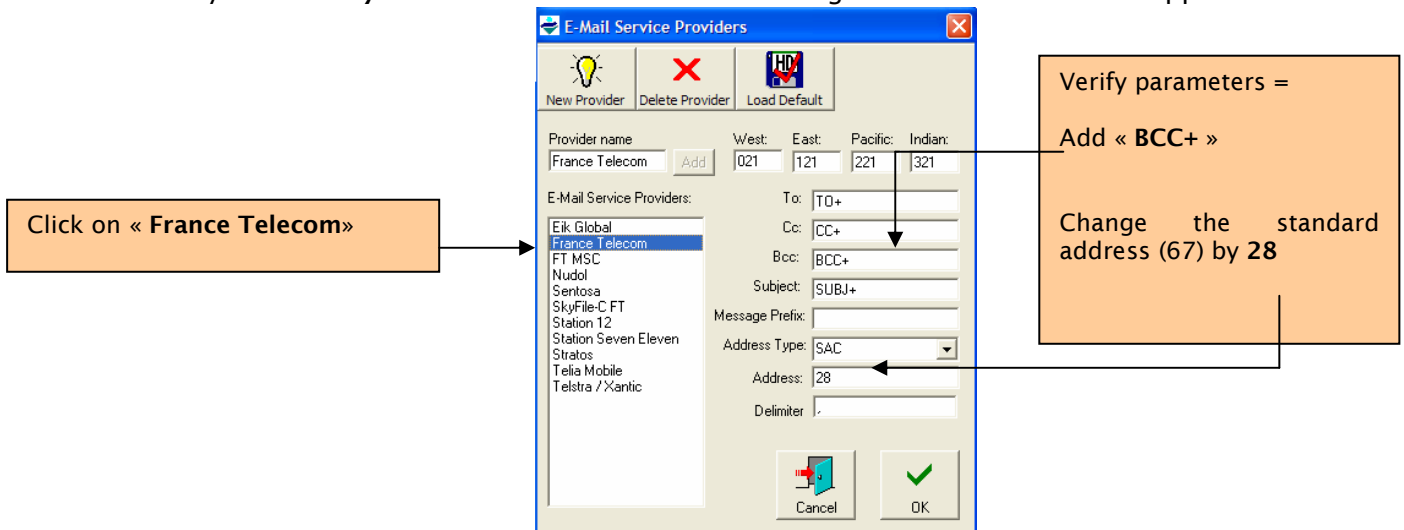 E-Mail Service Providers
New Provider Delete Provider Load Default
HD
Provider name West: East: Pacific: Indian:
France Telecom Add 021 121 221 321
E-Mail Service Providers:
Eik Global
France Telecom
FT MSC
Nudol
Sentosa
SkyFile-C FT
Station 12
Station Seven Eleven
Stratos
Telia Mobile
Telstra / Xantic
To: TO+
Cc: CC+
Bcc: BCC+
Subject: SUBJ+
Message Prefix:
Address Type: SAC
Address: 28
Delimiter ,
Cancel OK
Click on « France Telecom»
Verify parameters =
Add « BCC+ »
Change the standard
address (67) by 28